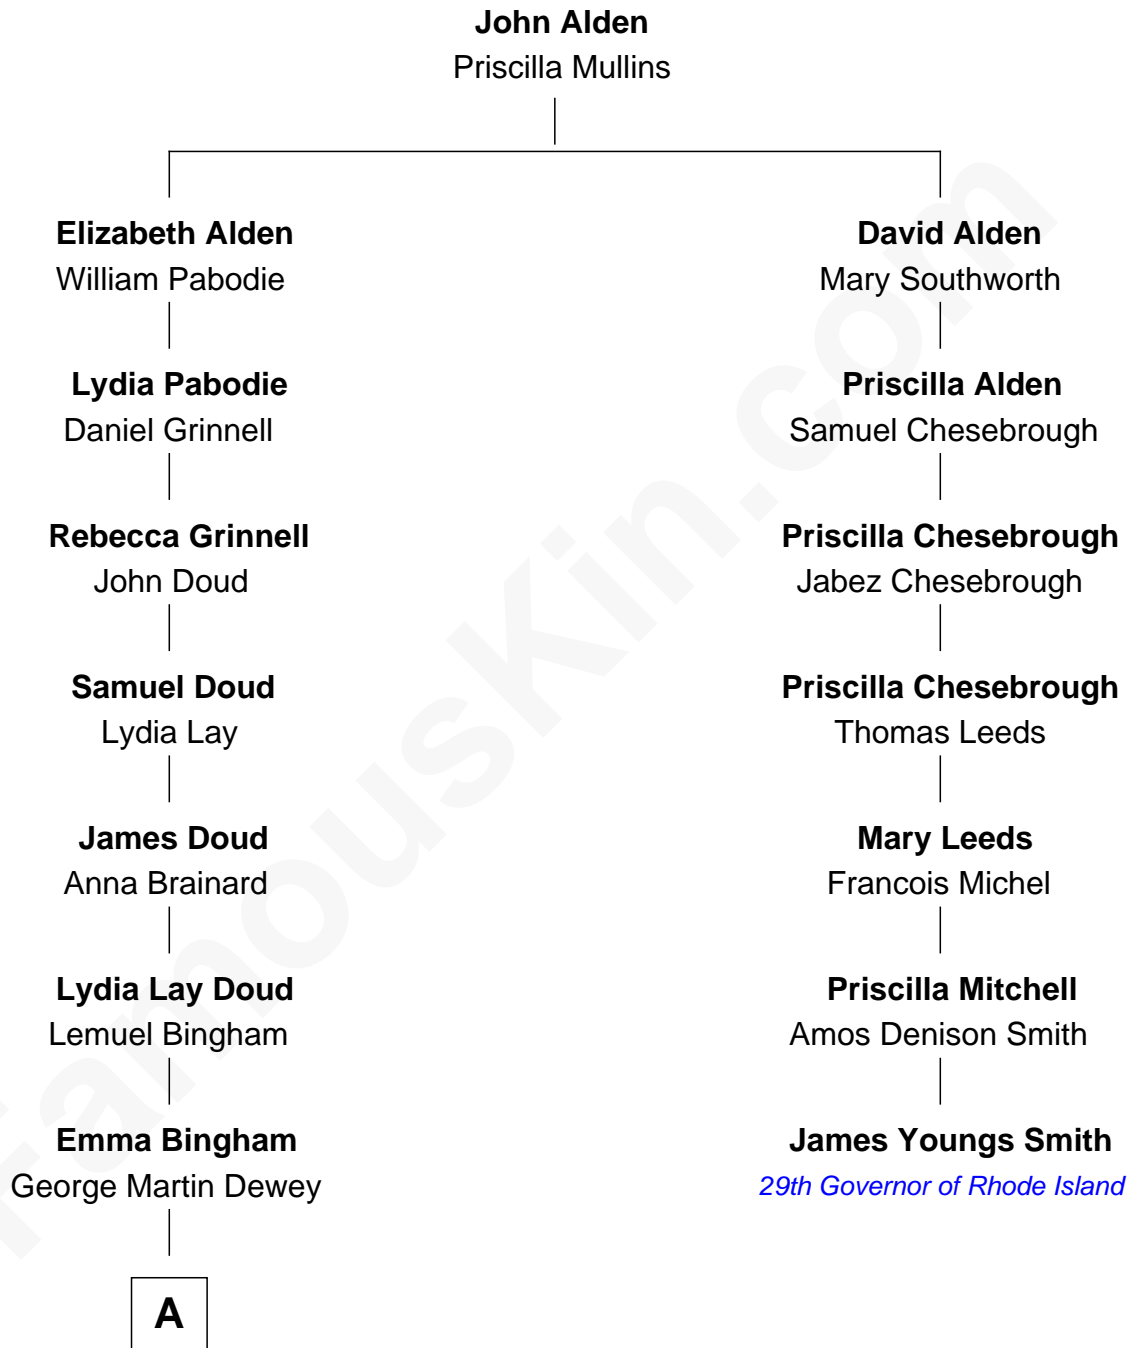 John Alden
Priscilla Mullins
Elizabeth Alden
William Pabodie
David Alden
Mary Southworth
Lydia Pabodie
Daniel Grinnell
Priscilla Alden
Samuel Chesebrough
Rebecca Grinnell
John Doud
Priscilla Chesebrough
Jabez Chesebrough
Samuel Doud
Lydia Lay
Priscilla Chesebrough
Thomas Leeds
James Doud
Anna Brainard
Mary Leeds
Francois Michel
Lydia Lay Doud
Lemuel Bingham
Priscilla Mitchell
Amos Denison Smith
Emma Bingham
George Martin Dewey
James Youngs Smith
29th Governor of Rhode Island
A
FamousKin.com